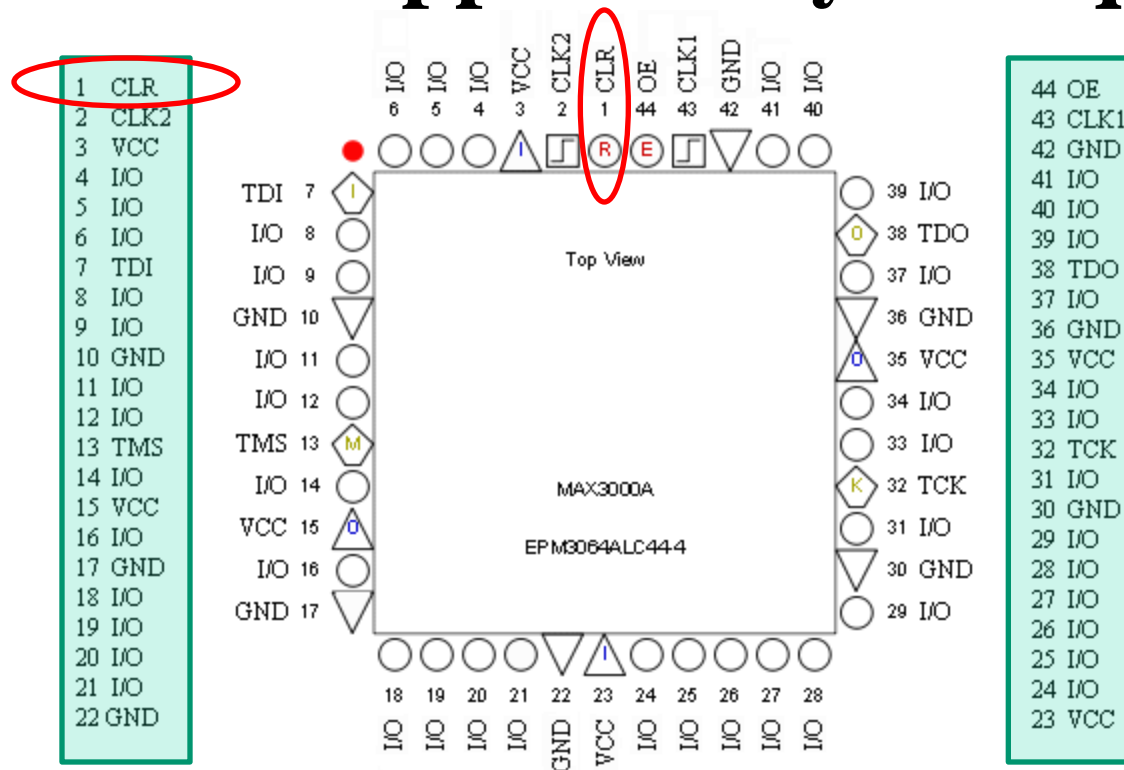 1 CLR
2 CLK2
3 VCC
4 I/O
5 I/O
6 I/O
7 TDI
8 I/O
9 I/O
10 GND
11 I/O
12 I/O
13 TMS
14 I/O
15 VCC
16 I/O
17 GND
18 I/O
19 I/O
20 I/O
21 I/O
22 GND
I/O I/O I/O VCC CLK2 CLR OE CLK1 GND I/O I/O
6 5 4 3 2 1 44 43 42 41 40
I R E
TDI 7 I
I/O 8
I/O 9
GND 10
I/O 11
I/O 12
TMS 13 M
I/O 14
VCC 15 O
I/O 16
GND 17
Top View
MAX3000A
EPM3064ALC44-4
39 I/O
O 38 TDO
37 I/O
36 GND
O 35 VCC
34 I/O
33 I/O
K 32 TCK
31 I/O
30 GND
29 I/O
I
18 19 20 21 22 23 24 25 26 27 28
I/O I/O I/O I/O GND VCC I/O I/O I/O I/O I/O
44 OE
43 CLK1
42 GND
41 I/O
40 I/O
39 I/O
38 TDO
37 I/O
36 GND
35 VCC
34 I/O
33 I/O
32 TCK
31 I/O
30 GND
29 I/O
28 I/O
27 I/O
26 I/O
25 I/O
24 I/O
23 VCC